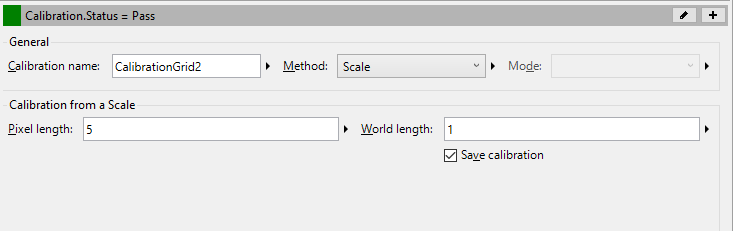 Calibration.Status = Pass
General
Calibration name: CalibrationGrid2 Method: Scale Mode:
Calibration from a Scale
Pixel length: 5 World length: 1
Save calibration